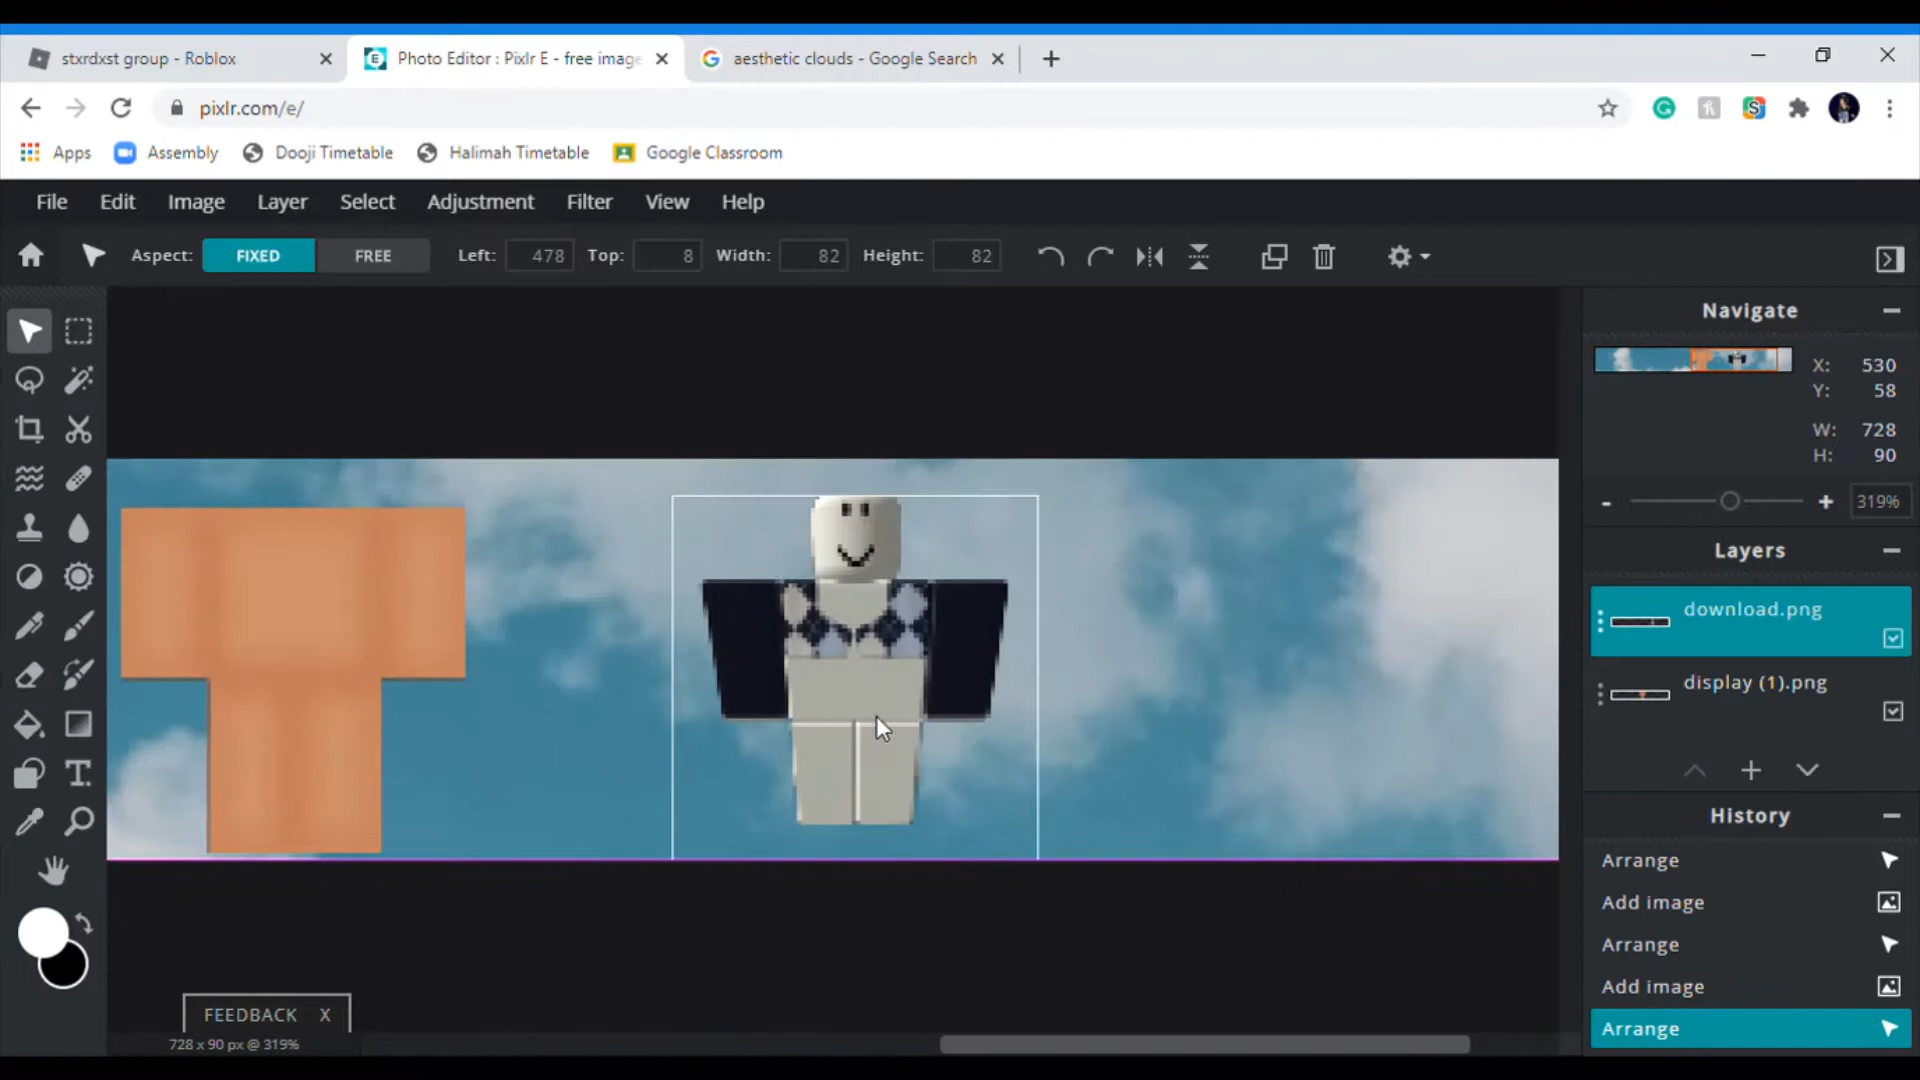 stxrdxst group - Roblox
Photo Editor : Pixlr E - free image
aesthetic clouds - Google Search
pixlr.com/e/
Apps
Assembly
Dooji Timetable
Halimah Timetable
Google Classroom
File Edit Image Layer Select Adjustment Filter View Help
Aspect: FIXED FREE Left: 478 Top: 8 Width: 82 Height: 82
Navigate
X: 530
Y: 58
W: 728
H: 90
- + 319%
Layers
download.png
display (1).png
History
Arrange
Add image
Arrange
Add image
Arrange
FEEDBACK X
728 x 90 px @ 319%